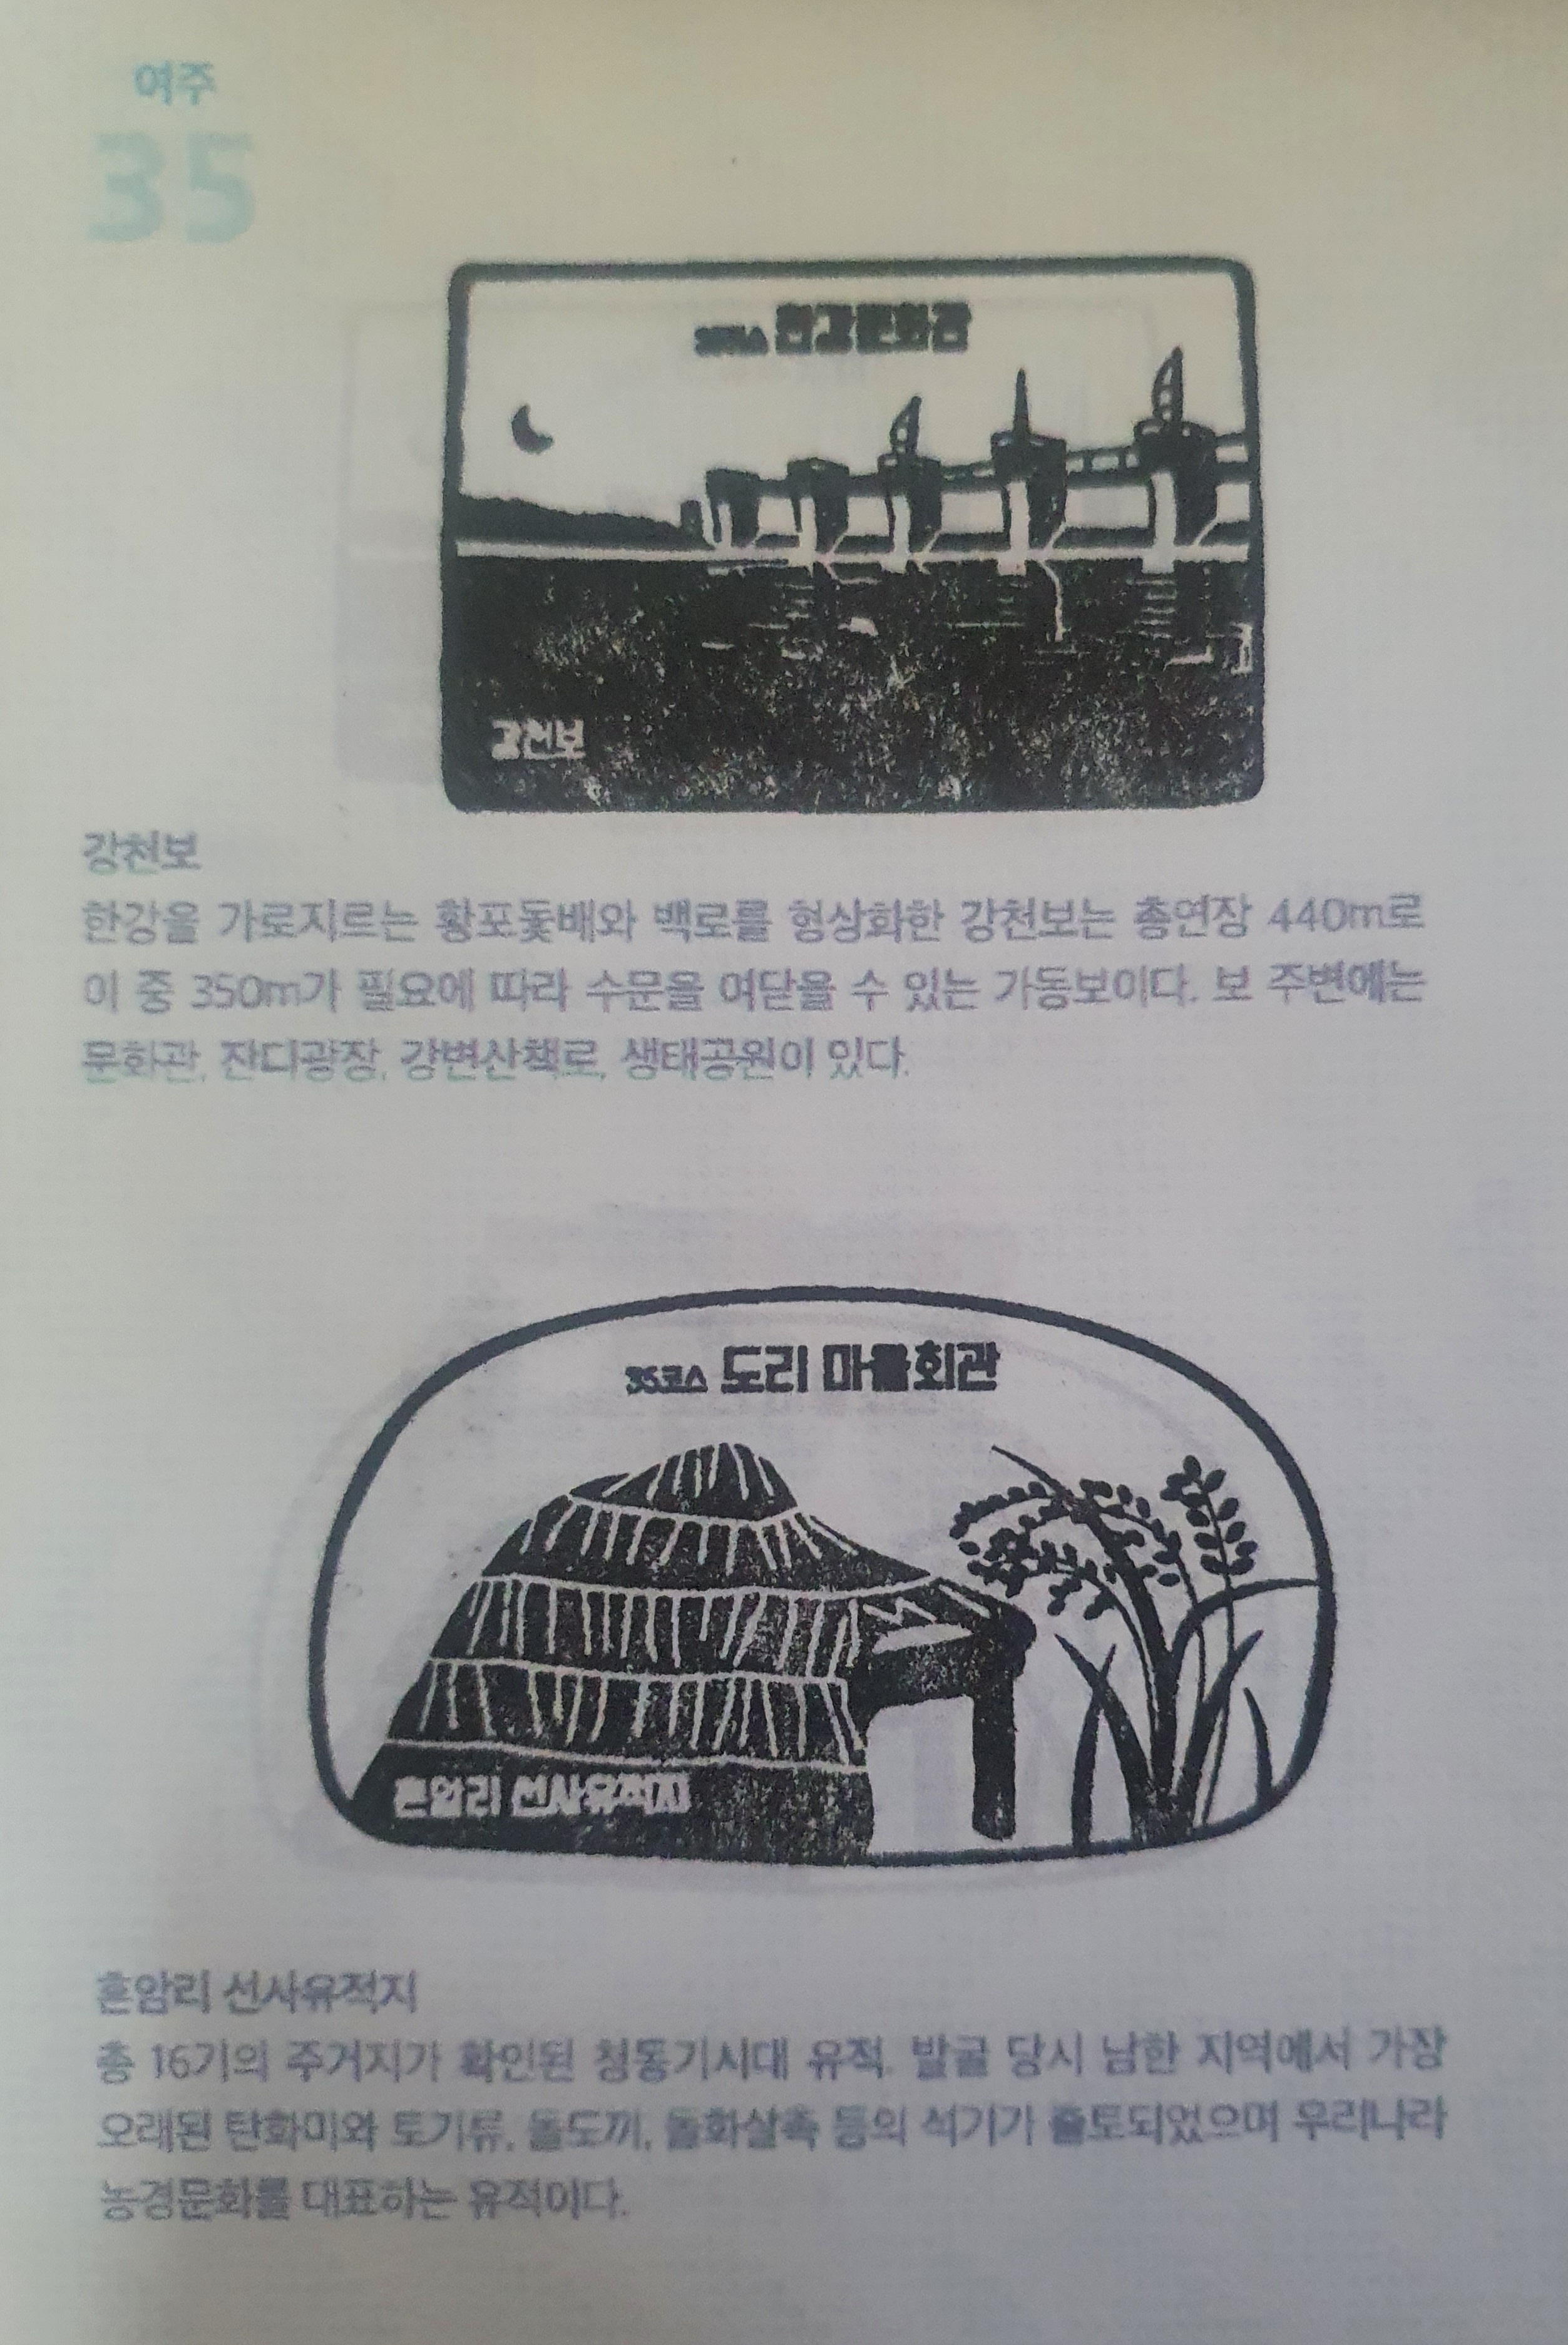 여주
35
35코스 한강문화관
강천보
강천보
한강을 가로지르는 황포돛배와 백로를 형상화한 강천보는 총연장 440m로
이 중 350m가 필요에 따라 수문을 여닫을 수 있는 가동보이다. 보 주변에는
문화관, 잔디광장, 강변산책로, 생태공원이 있다.
35코스 도리 마을회관
흔암리 선사유적지
흔암리 선사유적지
총 16기의 주거지가 확인된 청동기시대 유적. 발굴 당시 남한 지역에서 가장
오래된 탄화미와 토기류, 돌도끼, 돌화살촉 등의 석기가 출토되었으며 우리나라
농경문화를 대표하는 유적이다.